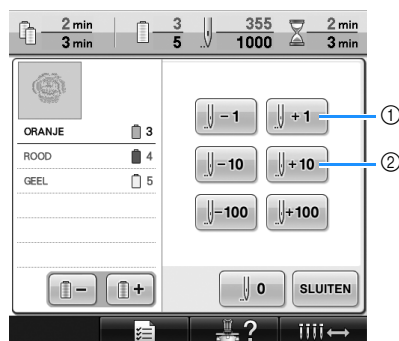 2 min 3 355 2 min
3 min 5 1000 3 min
ORANJE 3
ROOD 4
GEEL 5
-1 +1 ①
-10 +10 ②
-100 +100
- + 0 SLUITEN
?